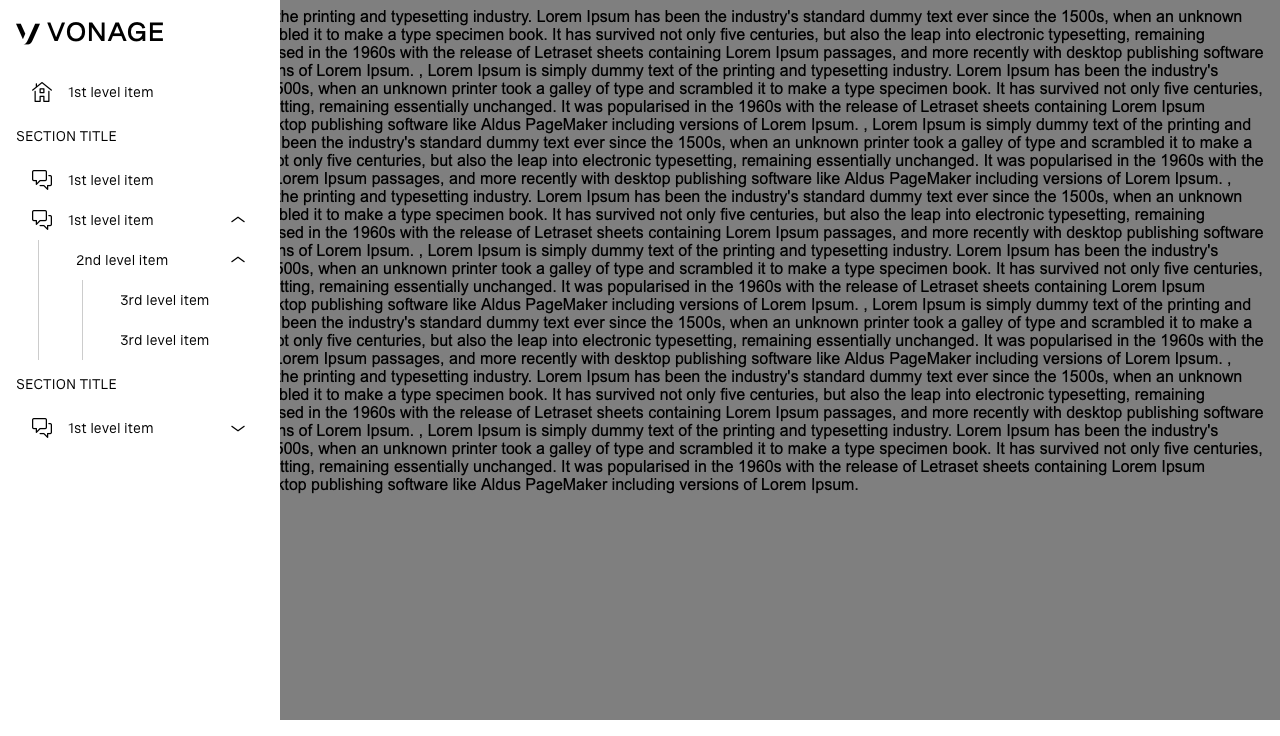 VONAGE
1st level item
SECTION TITLE
1st level item
1st level item
2nd level item
3rd level item
3rd level item
SECTION TITLE
1st level item
the printing and typesetting industry. Lorem Ipsum has been the industry's standard dummy text ever since the 1500s, when an unknown
bled it to make a type specimen book. It has survived not only five centuries, but also the leap into electronic typesetting, remaining
sed in the 1960s with the release of Letraset sheets containing Lorem Ipsum passages, and more recently with desktop publishing software
ns of Lorem Ipsum. , Lorem Ipsum is simply dummy text of the printing and typesetting industry. Lorem Ipsum has been the industry's
500s, when an unknown printer took a galley of type and scrambled it to make a type specimen book. It has survived not only five centuries,
tting, remaining essentially unchanged. It was popularised in the 1960s with the release of Letraset sheets containing Lorem Ipsum
ktop publishing software like Aldus PageMaker including versions of Lorem Ipsum. , Lorem Ipsum is simply dummy text of the printing and
been the industry's standard dummy text ever since the 1500s, when an unknown printer took a galley of type and scrambled it to make a
ot only five centuries, but also the leap into electronic typesetting, remaining essentially unchanged. It was popularised in the 1960s with the
Lorem Ipsum passages, and more recently with desktop publishing software like Aldus PageMaker including versions of Lorem Ipsum. ,
the printing and typesetting industry. Lorem Ipsum has been the industry's standard dummy text ever since the 1500s, when an unknown
bled it to make a type specimen book. It has survived not only five centuries, but also the leap into electronic typesetting, remaining
sed in the 1960s with the release of Letraset sheets containing Lorem Ipsum passages, and more recently with desktop publishing software
ns of Lorem Ipsum. , Lorem Ipsum is simply dummy text of the printing and typesetting industry. Lorem Ipsum has been the industry's
500s, when an unknown printer took a galley of type and scrambled it to make a type specimen book. It has survived not only five centuries,
tting, remaining essentially unchanged. It was popularised in the 1960s with the release of Letraset sheets containing Lorem Ipsum
ktop publishing software like Aldus PageMaker including versions of Lorem Ipsum. , Lorem Ipsum is simply dummy text of the printing and
been the industry's standard dummy text ever since the 1500s, when an unknown printer took a galley of type and scrambled it to make a
ot only five centuries, but also the leap into electronic typesetting, remaining essentially unchanged. It was popularised in the 1960s with the
Lorem Ipsum passages, and more recently with desktop publishing software like Aldus PageMaker including versions of Lorem Ipsum. ,
the printing and typesetting industry. Lorem Ipsum has been the industry's standard dummy text ever since the 1500s, when an unknown
bled it to make a type specimen book. It has survived not only five centuries, but also the leap into electronic typesetting, remaining
sed in the 1960s with the release of Letraset sheets containing Lorem Ipsum passages, and more recently with desktop publishing software
ns of Lorem Ipsum. , Lorem Ipsum is simply dummy text of the printing and typesetting industry. Lorem Ipsum has been the industry's
500s, when an unknown printer took a galley of type and scrambled it to make a type specimen book. It has survived not only five centuries,
tting, remaining essentially unchanged. It was popularised in the 1960s with the release of Letraset sheets containing Lorem Ipsum
ktop publishing software like Aldus PageMaker including versions of Lorem Ipsum.